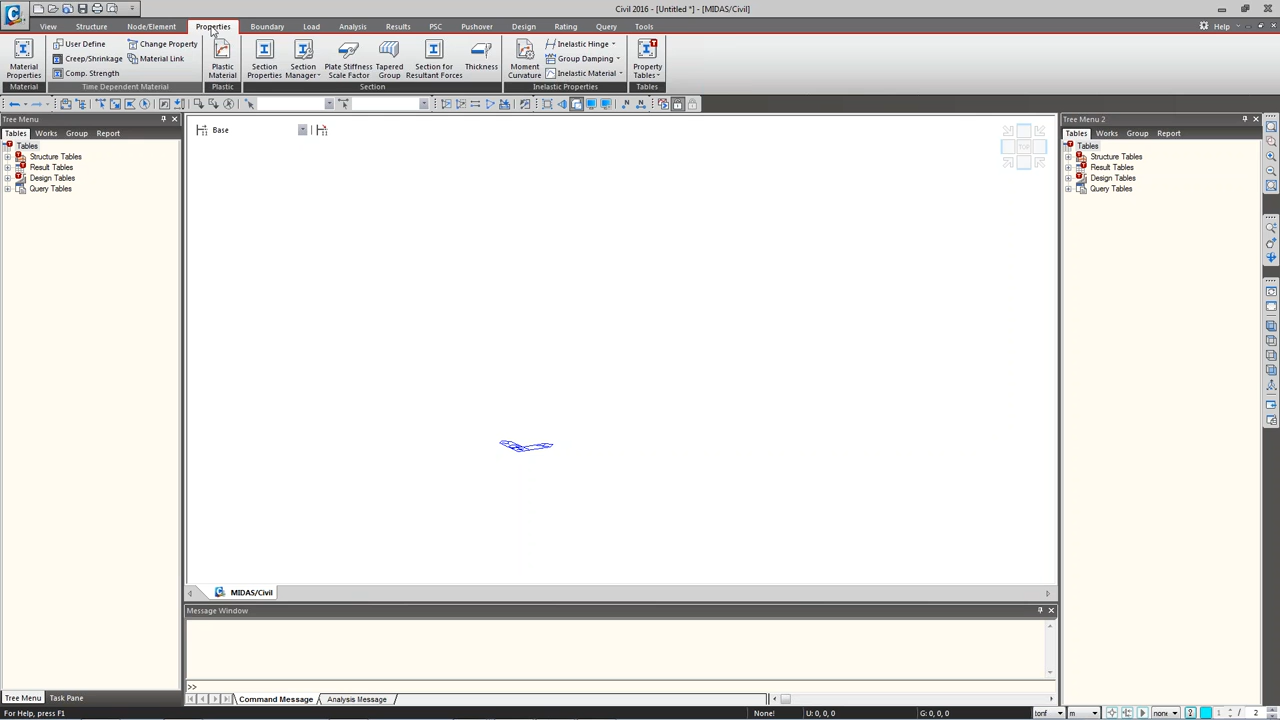 Civil 2016 - [Untitled *] - [MIDAS/Civil]
View Structure Node/Element Properties Boundary Load Analysis Results PSC Pushover Design Rating Query Tools Help
Material Properties
User Define
Creep/Shrinkage
Comp. Strength
Change Property
Material Link
Plastic Material
Section Properties
Section Manager
Plate Stiffness Scale Factor
Tapered Group
Section for Resultant Forces
Thickness
Moment Curvature
Inelastic Hinge
Group Damping
Inelastic Material
Property Tables
Material Time Dependent Material Plastic Section Inelastic Properties Tables
Tree Menu
Tables Works Group Report
Tables
Structure Tables
Result Tables
Design Tables
Query Tables
Base
TOP
Tree Menu 2
Tables Works Group Report
Tables
Structure Tables
Result Tables
Design Tables
Query Tables
MIDAS/Civil
Message Window
>>
Tree Menu Task Pane
Command Message Analysis Message
For Help, press F1
None! U: 0, 0, 0 G: 0, 0, 0 tonf m none 1 / 2